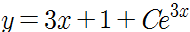 y = 3x + 1 + Ce^{3x}